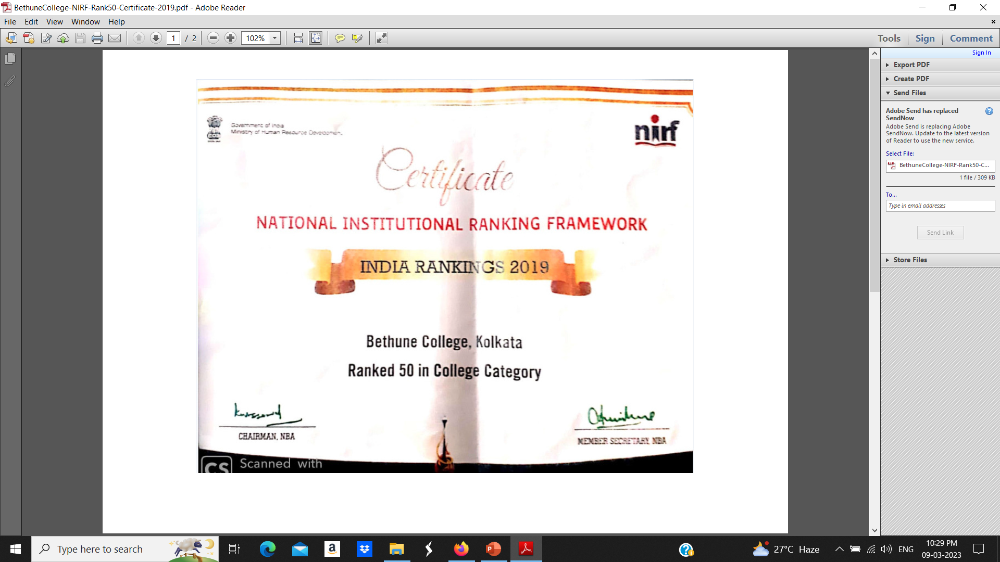 BethuneCollege-NIRF-Rank50-Certificate-2019.pdf - Adobe Reader
File Edit View Window Help
1 / 2 102% Tools Sign Comment
Sign In
Export PDF
Create PDF
Send Files
Adobe Send has replaced
SendNow
Adobe Send is replacing Adobe
SendNow. Update to the latest version
of Reader to use the new service.
Select File:
BethuneCollege-NIRF-Rank50-C...
1 file / 309 KB
To...
Type in email addresses
Send Link
Store Files
Government of India
Ministry of Human Resource Development
nirf
Certificate
NATIONAL INSTITUTIONAL RANKING FRAMEWORK
INDIA RANKINGS 2019
Bethune College, Kolkata
Ranked 50 in College Category
CHAIRMAN, NBA
MEMBER SECRETARY, NBA
CS Scanned with
Type here to search
27°C Haze
ENG
10:29 PM
09-03-2023